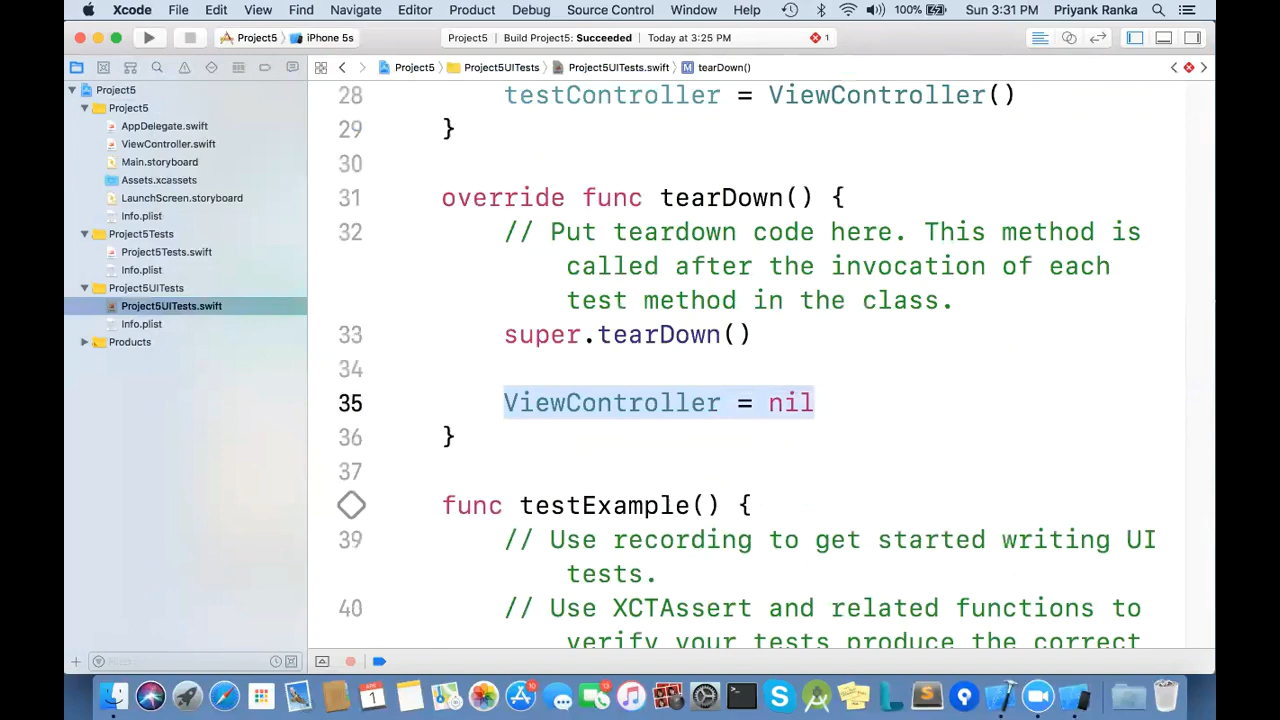 Xcode File Edit View Find Navigate Editor Product Debug Source Control Window Help 100% Sun 3:31 PM Priyank Ranka
Project5 iPhone 5s Project5 Build Project5: Succeeded Today at 3:25 PM 1
Project5 Project5UITests Project5UITests.swift M tearDown()
Project5
Project5
AppDelegate.swift
ViewController.swift
Main.storyboard
Assets.xcassets
LaunchScreen.storyboard
Info.plist
Project5Tests
Project5Tests.swift
Info.plist
Project5UITests
Project5UITests.swift
Info.plist
Products
28 testController = ViewController()
29 }
30
31 override func tearDown() {
32 // Put teardown code here. This method is
called after the invocation of each
test method in the class.
33 super.tearDown()
34
35 ViewController = nil
36 }
37
func testExample() {
39 // Use recording to get started writing UI
tests.
40 // Use XCTAssert and related functions to
verify your tests produce the correct